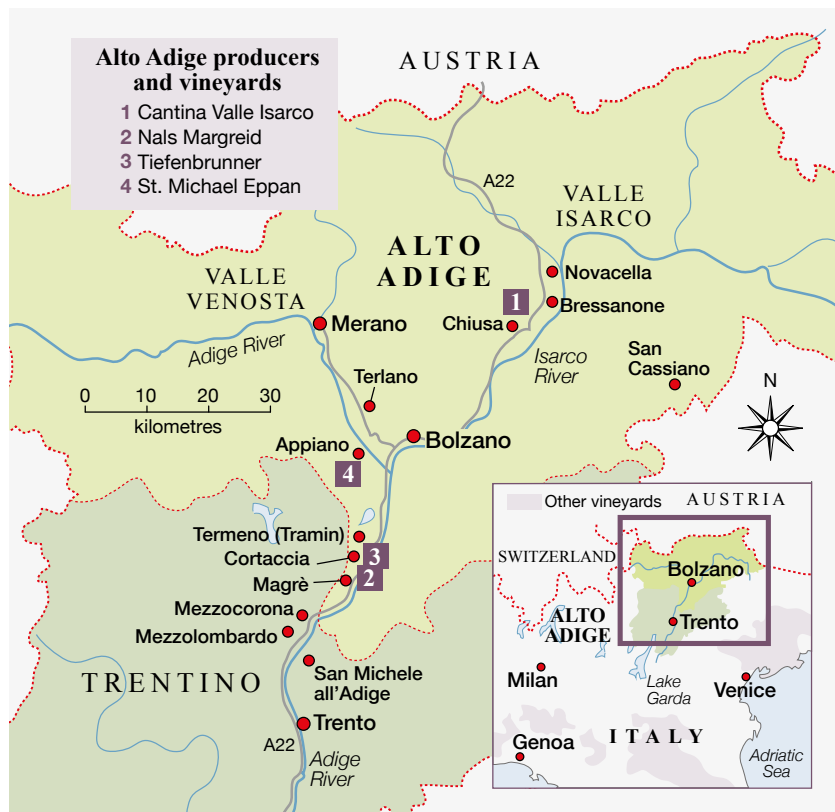 Alto Adige producers
and vineyards
1 Cantina Valle Isarco
2 Nals Margreid
3 Tiefenbrunner
4 St. Michael Eppan
AUSTRIA
A22
VALLE
ISARCO
ALTO
ADIGE
VALLE
VENOSTA
Novacella
Bressanone
1
Chiusa
Merano
Adige River
Isarco
River
San
Cassiano
Terlano
N
0 10 20 30
kilometres
Bolzano
Appiano
4
Termeno (Tramin)
Cortaccia
3
Magrè
2
Mezzocorona
Mezzolombardo
San Michele
all'Adige
TRENTINO
Trento
A22
Adige
River
Other vineyards
AUSTRIA
SWITZERLAND
Bolzano
ALTO
ADIGE
Trento
Milan
Lake
Garda
Venice
ITALY
Genoa
Adriatic
Sea